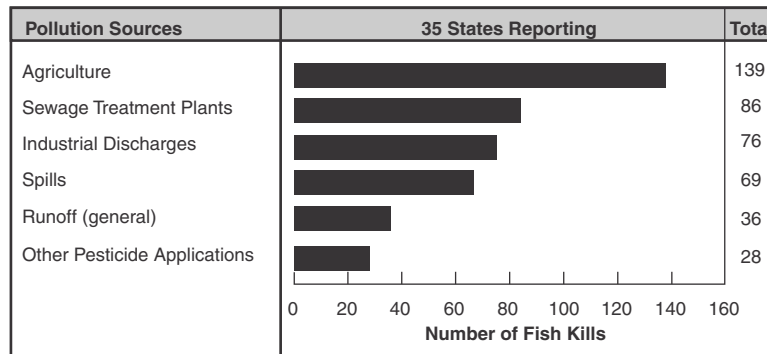 Pollution Sources 35 States Reporting Tota
Agriculture 139
Sewage Treatment Plants 86
Industrial Discharges 76
Spills 69
Runoff (general) 36
Other Pesticide Applications 28
0 20 40 60 80 100 120 140 160
Number of Fish Kills